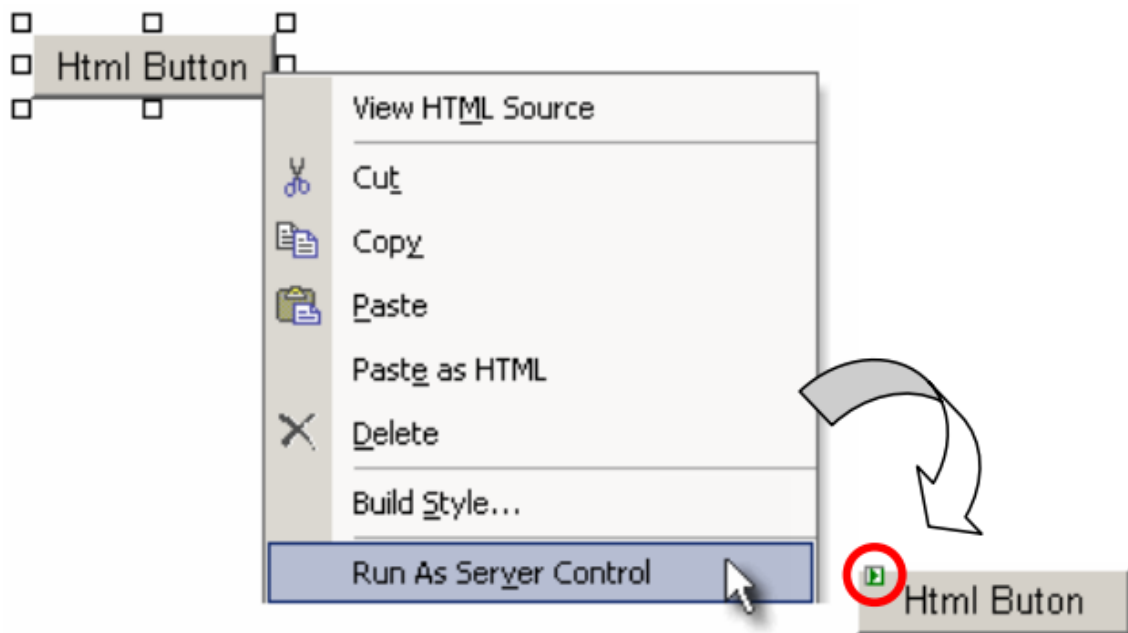 Html Button
View HTML Source
Cut
Copy
Paste
Paste as HTML
Delete
Build Style...
Run As Server Control
Html Buton